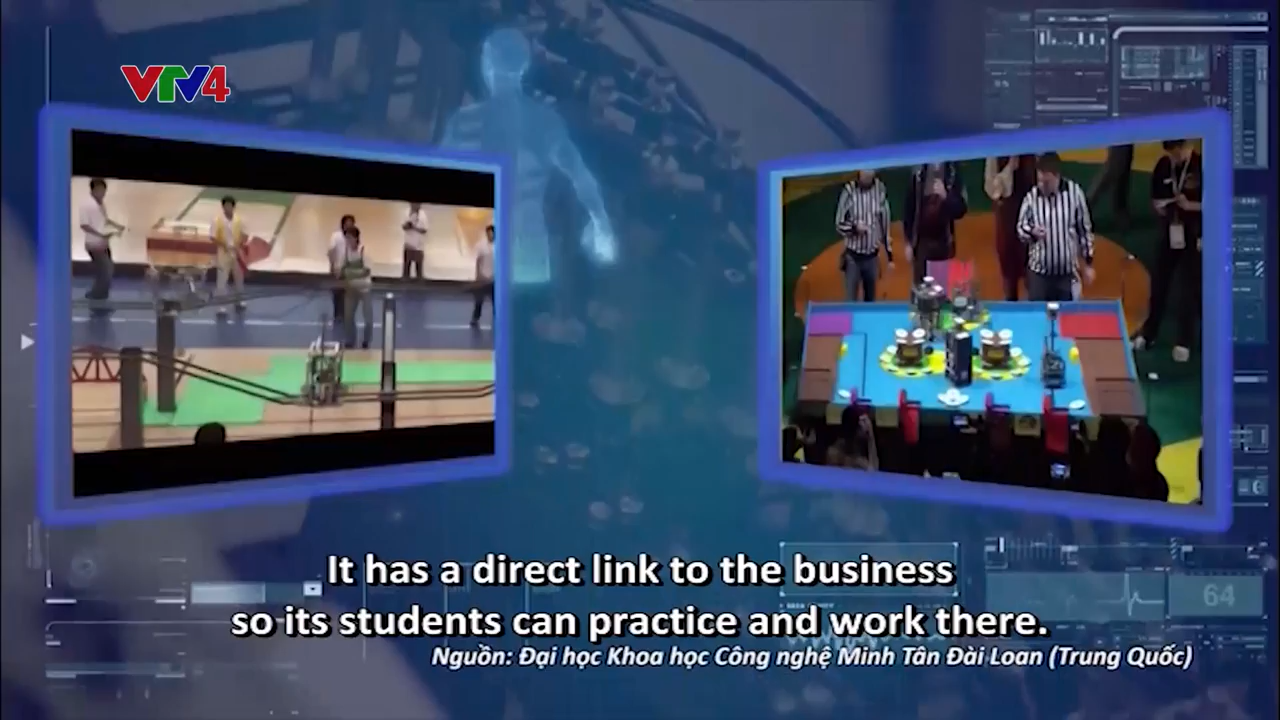 VTV4
64
It has a direct link to the business
so its students can practice and work there.
Nguồn: Đại học Khoa học Công nghệ Minh Tân Đài Loan (Trung Quốc)